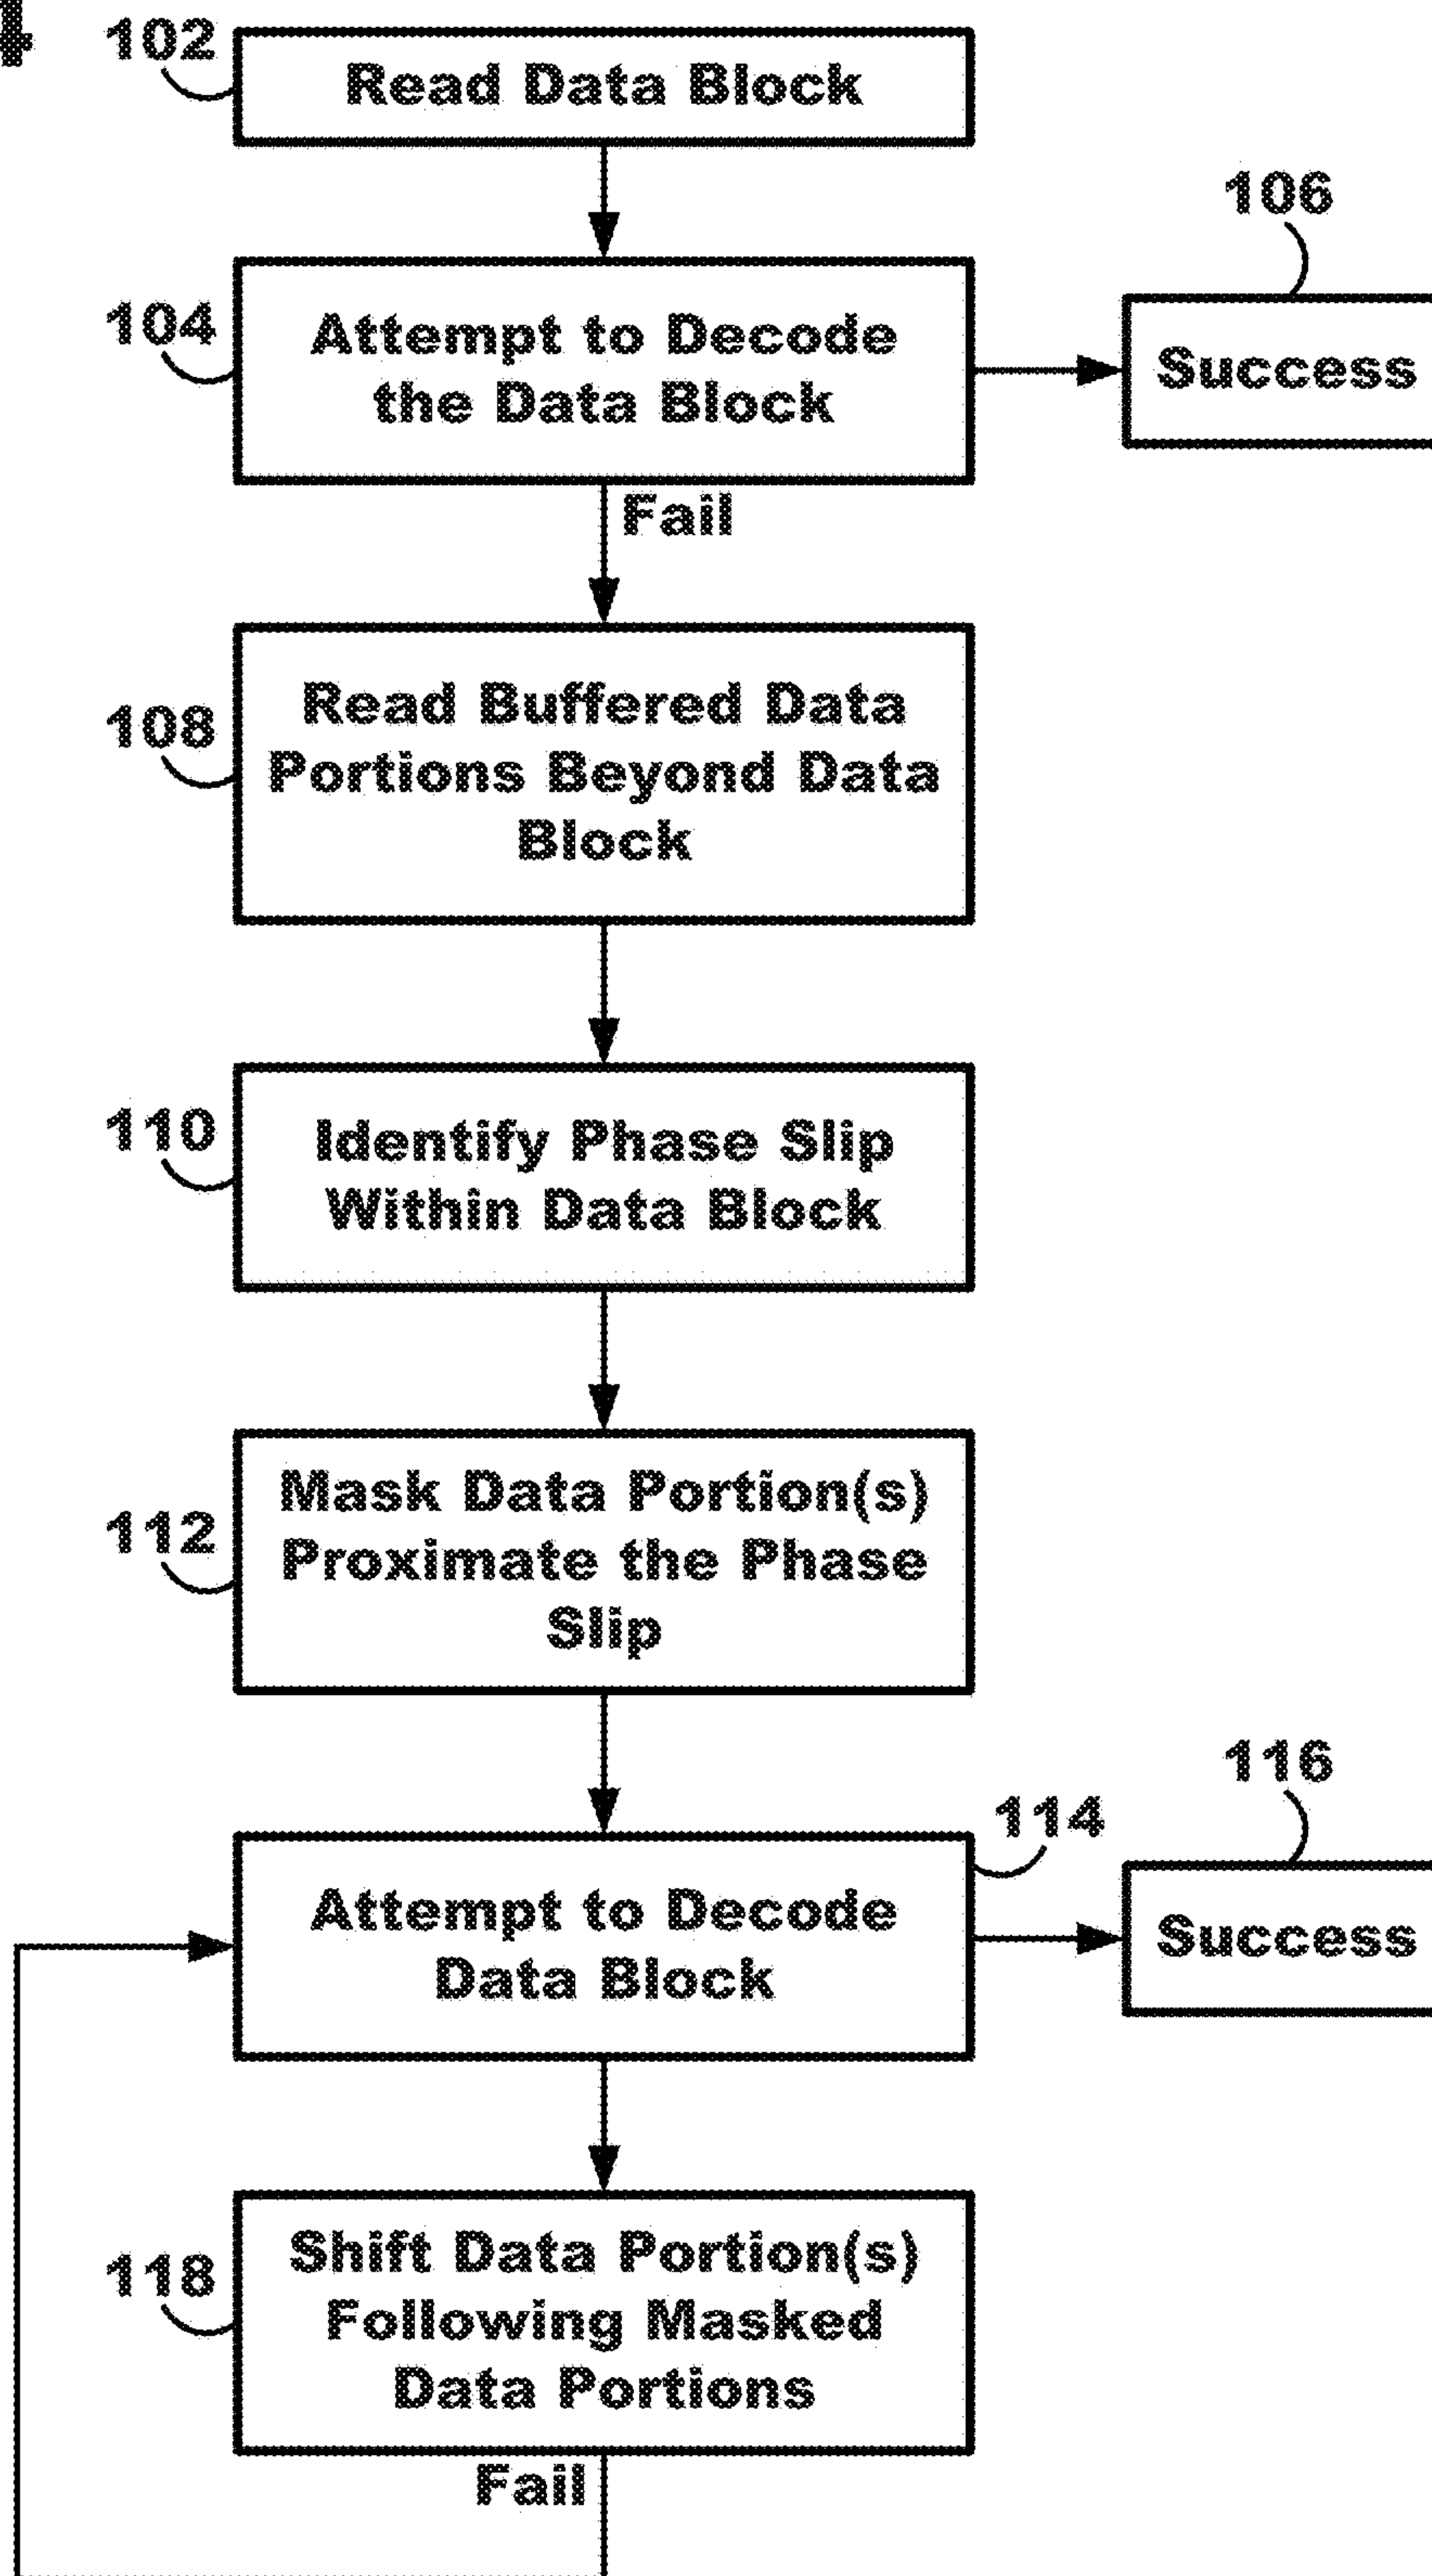 4
102
Read Data Block
106
104
Attempt to Decode
the Data Block
Success
Fail
108
Read Buffered Data
Portions Beyond Data
Block
110
Identify Phase Slip
Within Data Block
112
Mask Data Portion(s)
Proximate the Phase
Slip
116
114
Attempt to Decode
Data Block
Success
118
Shift Data Portion(s)
Following Masked
Data Portions
Fail